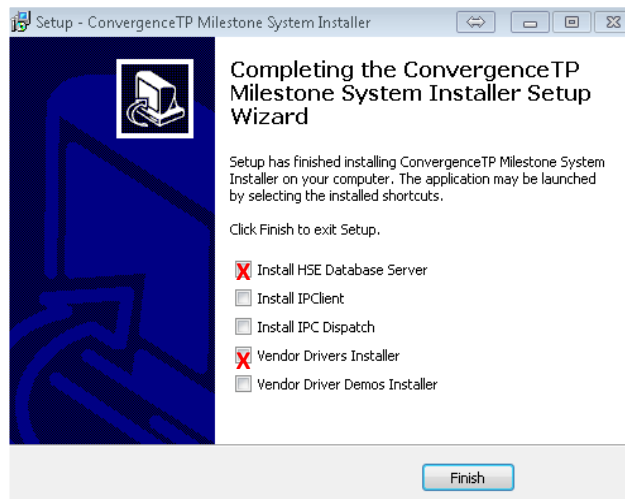 Setup - ConvergenceTP Milestone System Installer
Completing the ConvergenceTP
Milestone System Installer Setup
Wizard
Setup has finished installing ConvergenceTP Milestone System
Installer on your computer. The application may be launched
by selecting the installed shortcuts.
Click Finish to exit Setup.
X Install HSE Database Server
Install IPClient
Install IPC Dispatch
X Vendor Drivers Installer
Vendor Driver Demos Installer
Finish